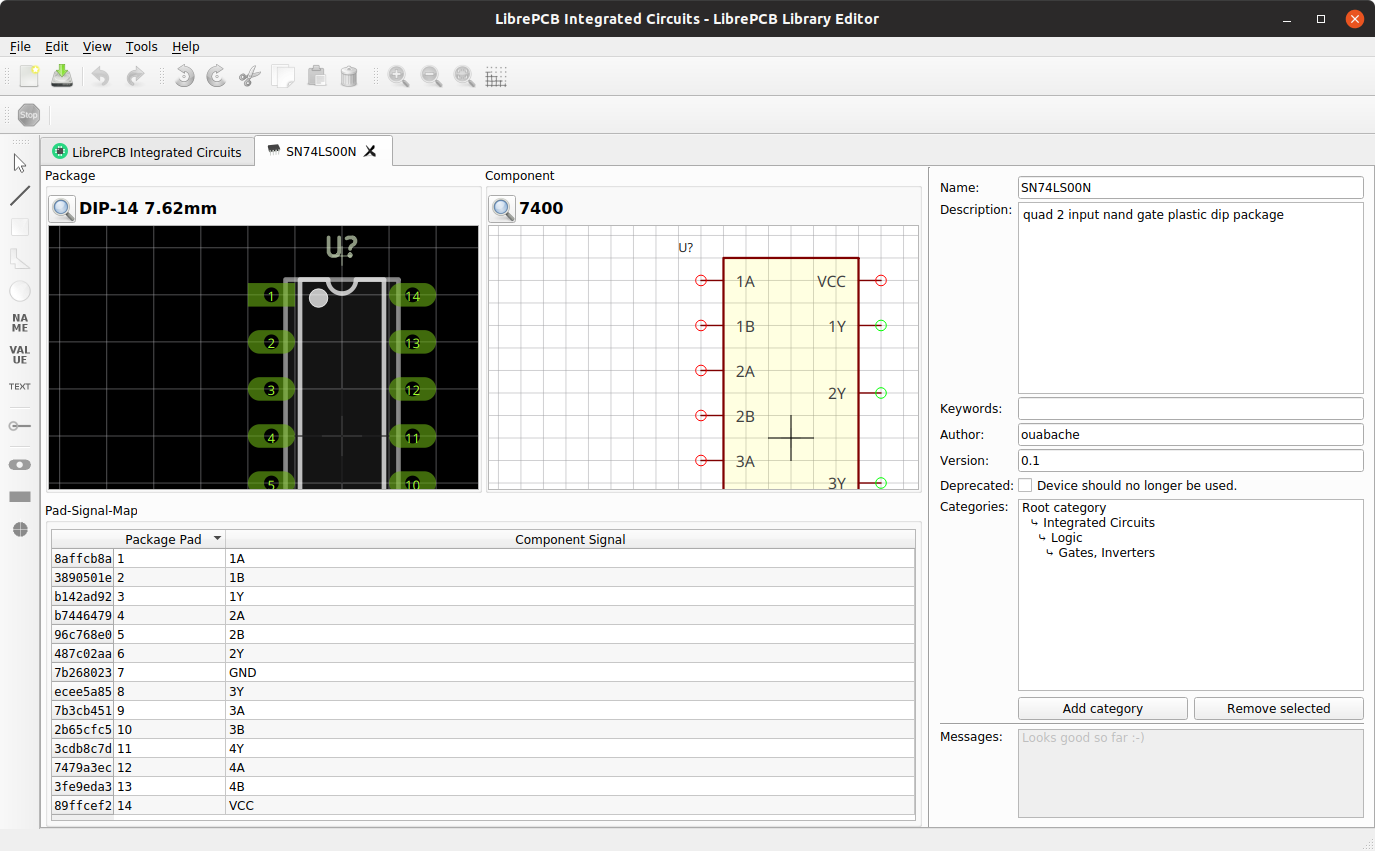 LibrePCB Integrated Circuits - LibrePCB Library Editor
File Edit View Tools Help
Stop
LibrePCB Integrated Circuits
SN74LS00N
NA
ME
VAL
UE
TEXT
Package
DIP-14 7.62mm
U?
1 14
2 13
3 12
4 11
5 10
Component
7400
U?
1A VCC
1B 1Y
2A
2Y
2B
3A
3Y
Pad-Signal-Map
Package Pad Component Signal
8affcb8a 1 1A
3890501e 2 1B
b142ad92 3 1Y
b7446479 4 2A
96c768e0 5 2B
487c02aa 6 2Y
7b268023 7 GND
ecee5a85 8 3Y
7b3cb451 9 3A
2b65cfc5 10 3B
3cdb8c7d 11 4Y
7479a3ec 12 4A
3fe9eda3 13 4B
89ffcef2 14 VCC
Name: SN74LS00N
Description: quad 2 input nand gate plastic dip package
Keywords:
Author: ouabache
Version: 0.1
Deprecated: Device should no longer be used.
Categories: Root category
Integrated Circuits
Logic
Gates, Inverters
Add category Remove selected
Messages: Looks good so far :-)